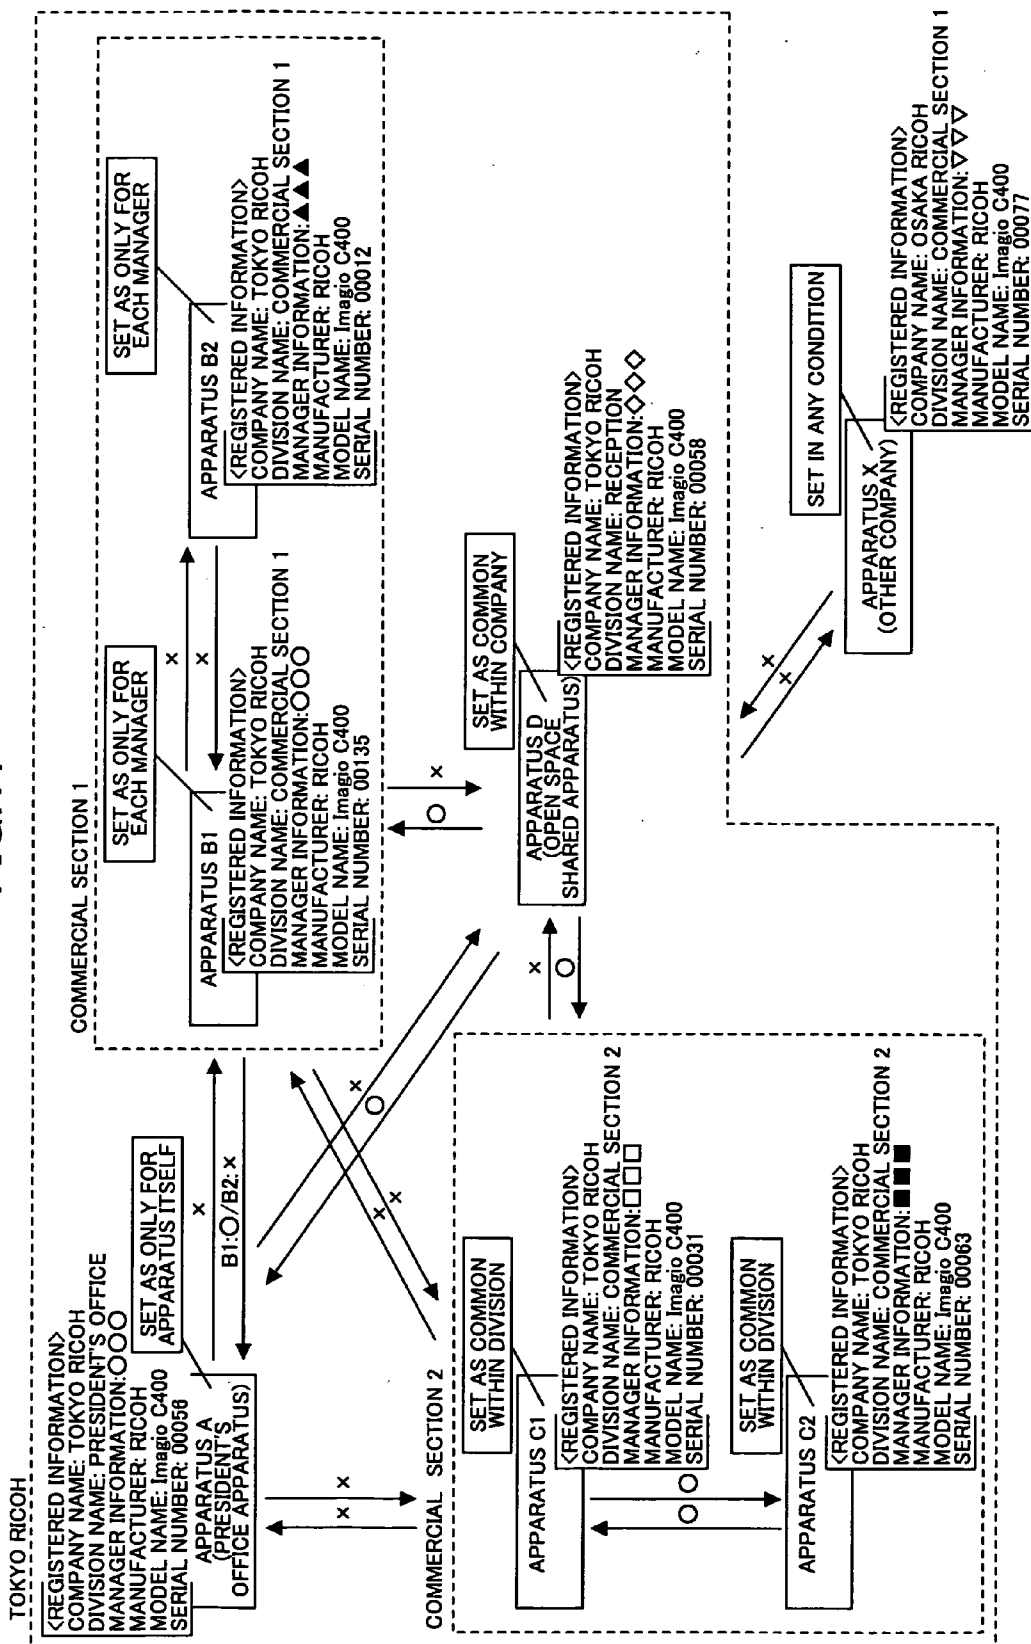 TOKYO RICOH
<REGISTERED INFORMATION>
COMPANY NAME: TOKYO RICOH
DIVISION NAME: PRESIDENT'S OFFICE
MANAGER INFORMATION:○○○
MANUFACTURER: RICOH
MODEL NAME: Imagio C400
SERIAL NUMBER: 00056
APPARATUS A
(PRESIDENT'S
OFFICE APPARATUS)
SET AS ONLY FOR
APPARATUS ITSELF
×
B1:○/B2:×
COMMERCIAL SECTION 1
SET AS ONLY FOR
EACH MANAGER
APPARATUS B1
<REGISTERED INFORMATION>
COMPANY NAME: TOKYO RICOH
DIVISION NAME: COMMERCIAL SECTION 1
MANAGER INFORMATION:○○○
MANUFACTURER: RICOH
MODEL NAME: Imagio C400
SERIAL NUMBER: 00135
×
×
SET AS ONLY FOR
EACH MANAGER
APPARATUS B2
<REGISTERED INFORMATION>
COMPANY NAME: TOKYO RICOH
DIVISION NAME: COMMERCIAL SECTION 1
MANAGER INFORMATION:▲▲▲
MANUFACTURER: RICOH
MODEL NAME: Imagio C400
SERIAL NUMBER: 00012
×
×
×
○
×
×
○
×
SET AS COMMON
WITHIN COMPANY
APPARATUS D
(OPEN SPACE
SHARED APPARATUS)
<REGISTERED INFORMATION>
COMPANY NAME: TOKYO RICOH
DIVISION NAME: RECEPTION
MANAGER INFORMATION:◇◇◇
MANUFACTURER: RICOH
MODEL NAME: Imagio C400
SERIAL NUMBER: 00058
×
○
COMMERCIAL SECTION 2
SET AS COMMON
WITHIN DIVISION
APPARATUS C1
<REGISTERED INFORMATION>
COMPANY NAME: TOKYO RICOH
DIVISION NAME: COMMERCIAL SECTION 2
MANAGER INFORMATION:□□□
MANUFACTURER: RICOH
MODEL NAME: Imagio C400
SERIAL NUMBER: 00031
○
○
SET AS COMMON
WITHIN DIVISION
APPARATUS C2
<REGISTERED INFORMATION>
COMPANY NAME: TOKYO RICOH
DIVISION NAME: COMMERCIAL SECTION 2
MANAGER INFORMATION:■■■
MANUFACTURER: RICOH
MODEL NAME: Imagio C400
SERIAL NUMBER: 00063
×
×
SET IN ANY CONDITION
APPARATUS X
(OTHER COMPANY)
<REGISTERED INFORMATION>
COMPANY NAME: OSAKA RICOH
DIVISION NAME: COMMERCIAL SECTION 1
MANAGER INFORMATION:▽▽▽
MANUFACTURER: RICOH
MODEL NAME: Imagio C400
SERIAL NUMBER: 00077